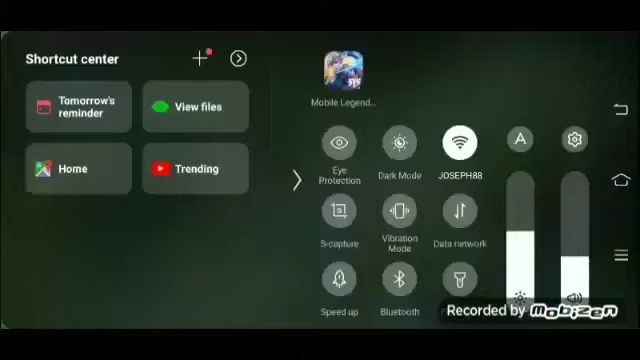 Shortcut center
Tomorrow's
reminder
View files
Home
Trending
515
Mobile Legend...
Eye
Protection
Dark Mode
JOSEPH88
A
S-capture
Vibration
Mode
Data network
Speed up
Bluetooth
Recorded by Mobizen